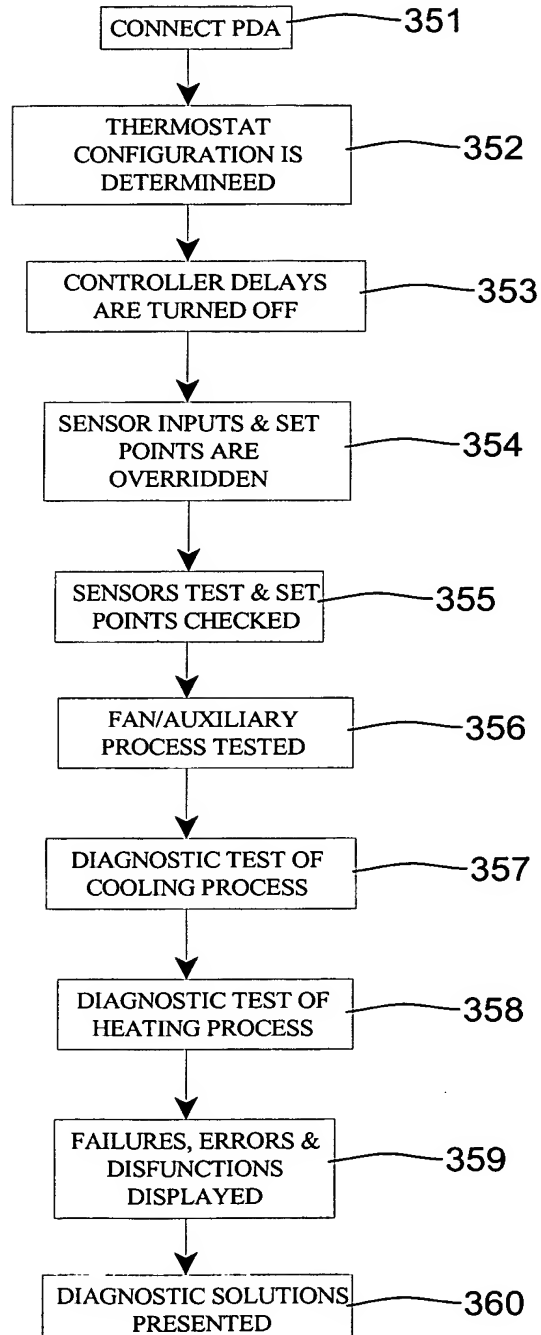 CONNECT PDA
351
THERMOSTAT
CONFIGURATION IS
DETERMINEED
352
CONTROLLER DELAYS
ARE TURNED OFF
353
SENSOR INPUTS & SET
POINTS ARE
OVERRIDDEN
354
SENSORS TEST & SET
POINTS CHECKED
355
FAN/AUXILIARY
PROCESS TESTED
356
DIAGNOSTIC TEST OF
COOLING PROCESS
357
DIAGNOSTIC TEST OF
HEATING PROCESS
358
FAILURES, ERRORS &
DISFUNCTIONS
DISPLAYED
359
DIAGNOSTIC SOLUTIONS
PRESENTED
360